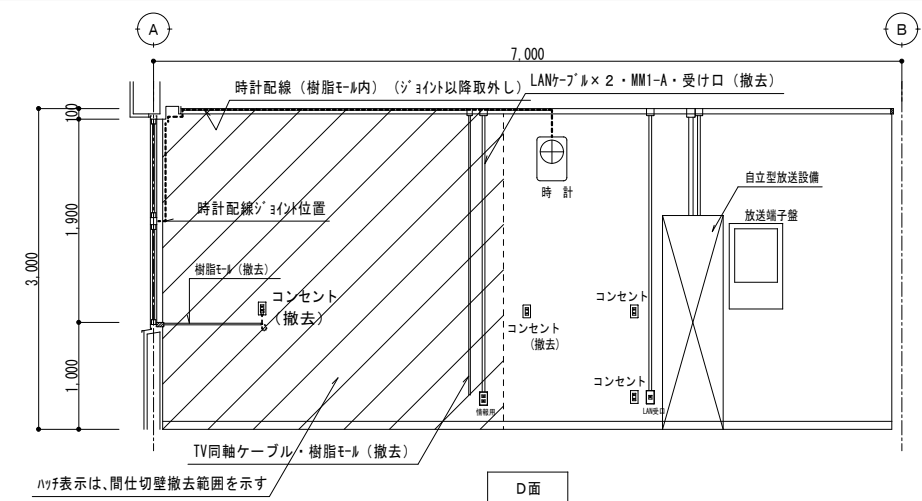 A
B
7,000
時計配線（樹脂ﾓｰﾙ内）（ｼﾞｮｲﾝﾄ以降取外し）
LANｹｰﾌﾞﾙ×２・MM1-A・受け口（撤去）
100
時　計
自立型放送設備
放送端子盤
時計配線ｼﾞｮｲﾝﾄ位置
1,900
3,000
樹脂ﾓｰﾙ（撤去）
コンセント
（撤去）
コンセント
コンセント
（撤去）
1,000
コンセント
情報用
LAN受口
TV同軸ケーブル・樹脂ﾓｰﾙ（撤去）
ﾊｯﾁ表示は、間仕切壁撤去範囲を示す
D面